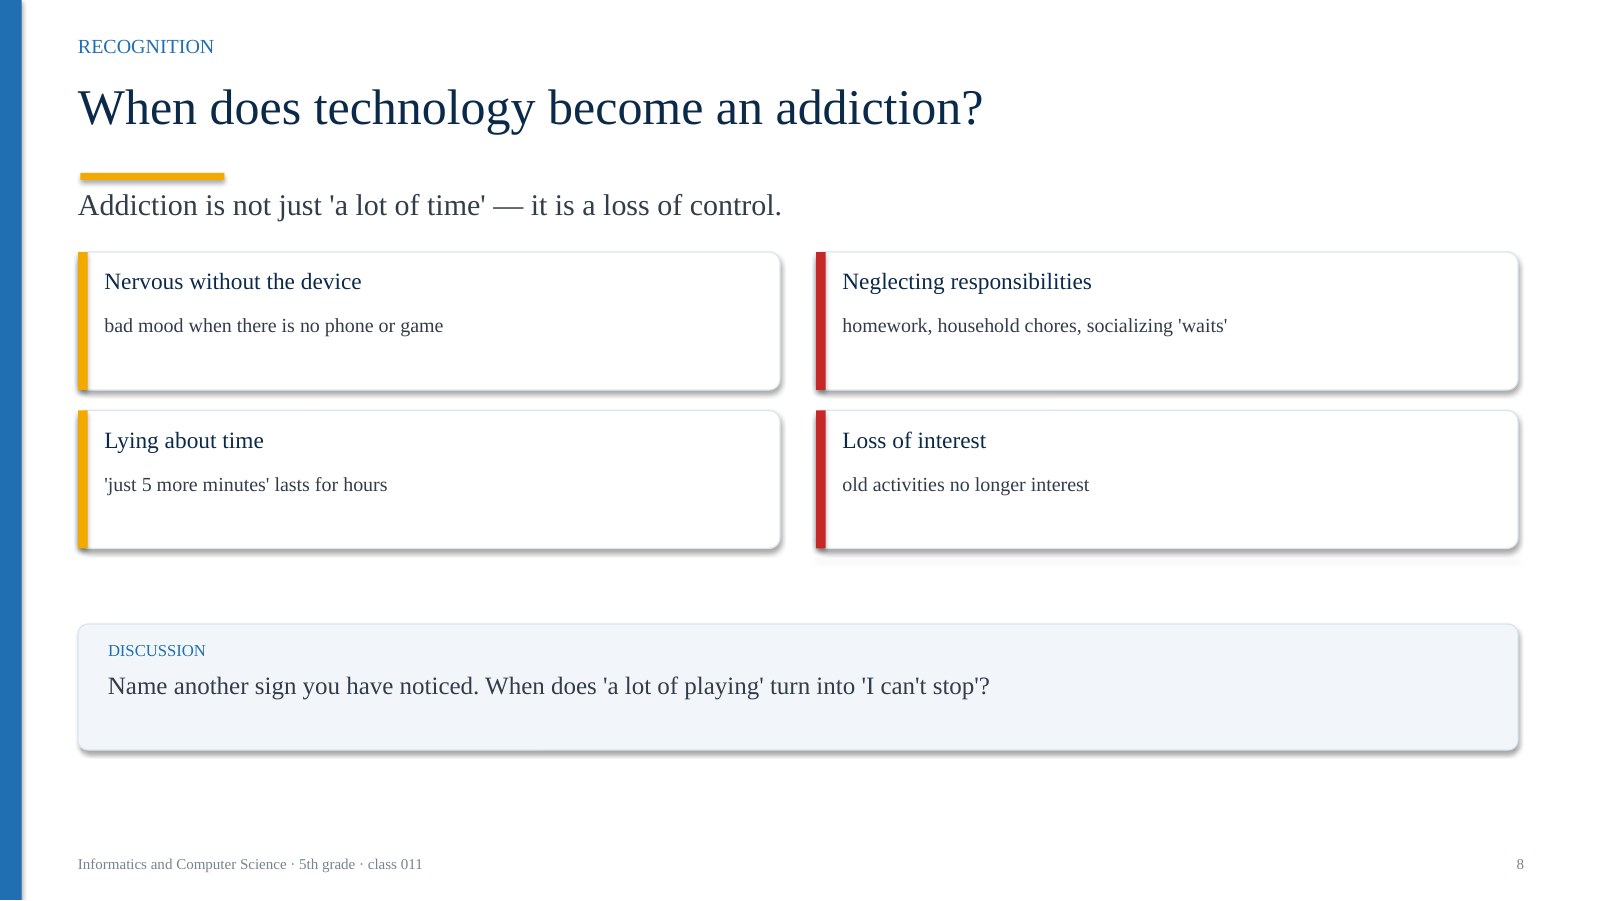 RECOGNITION
When does technology become an addiction?
Addiction is not just 'a lot of time' — it is a loss of control.
Nervous without the device
bad mood when there is no phone or game
Neglecting responsibilities
homework, household chores, socializing 'waits'
Lying about time
'just 5 more minutes' lasts for hours
Loss of interest
old activities no longer interest
DISCUSSION
Name another sign you have noticed. When does 'a lot of playing' turn into 'I can't stop'?
Informatics and Computer Science · 5th grade · class 011
8